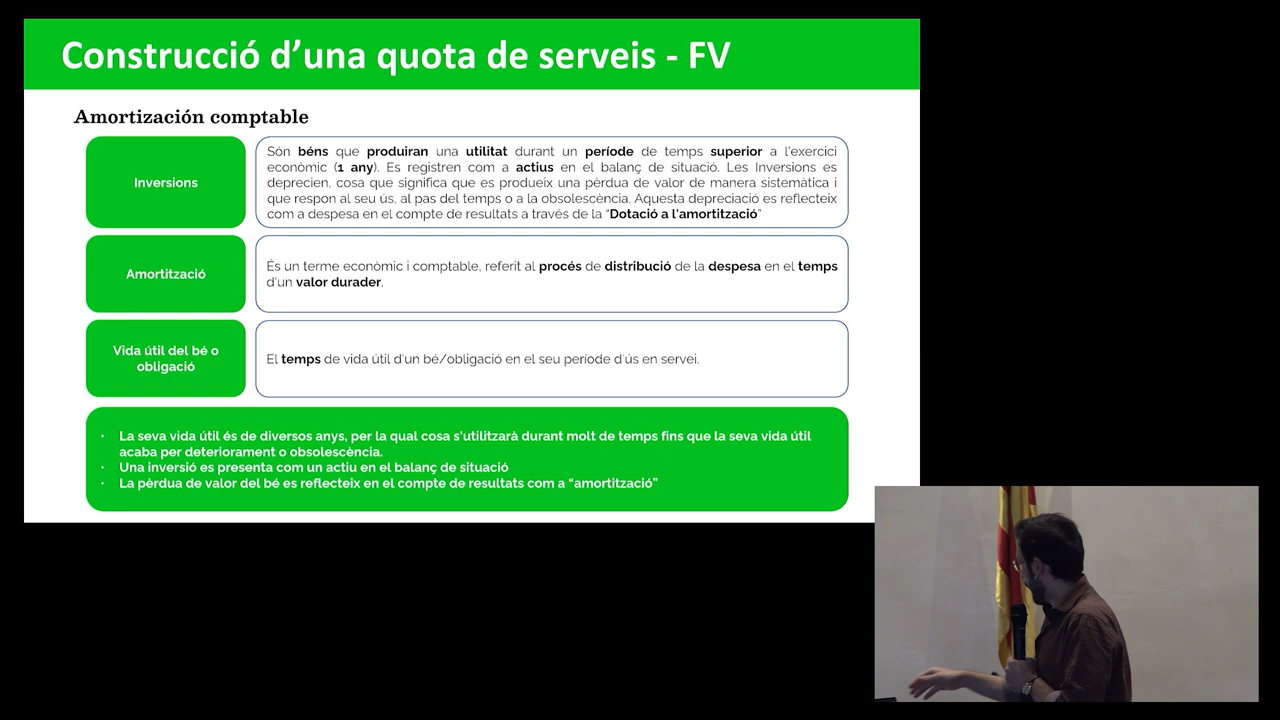 Construcció d’una quota de serveis - FV
Amortización comptable
Inversions
Són béns que produiran una utilitat durant un període de temps superior a l'exercici
econòmic (1 any). Es registren com a actius en el balanç de situació. Les Inversions es
deprecien, cosa que significa que es produeix una pèrdua de valor de manera sistemàtica i
que respon al seu ús, al pas del temps o a la obsolescència. Aquesta depreciació es reflecteix
com a despesa en el compte de resultats a través de la “Dotació a l'amortització”
Amortització
És un terme econòmic i comptable, referit al procés de distribució de la despesa en el temps
d'un valor durader.
Vida útil del bé o
obligació
El temps de vida útil d'un bé/obligació en el seu període d'ús en servei.
• La seva vida útil és de diversos anys, per la qual cosa s'utilitzarà durant molt de temps fins que la seva vida útil
acaba per deteriorament o obsolescència.
• Una inversió es presenta com un actiu en el balanç de situació
• La pèrdua de valor del bé es reflecteix en el compte de resultats com a “amortització”